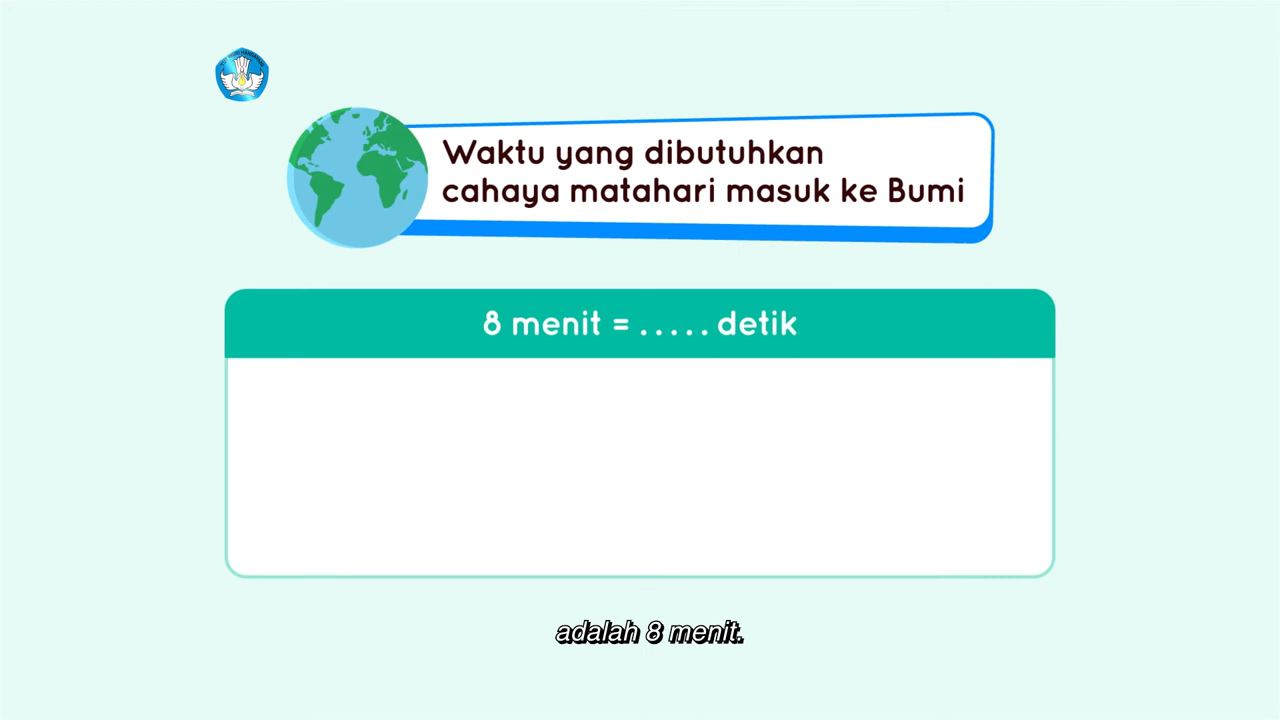 Waktu yang dibutuhkan
cahaya matahari masuk ke Bumi
8 menit = ..... detik
adalah 8 menit.